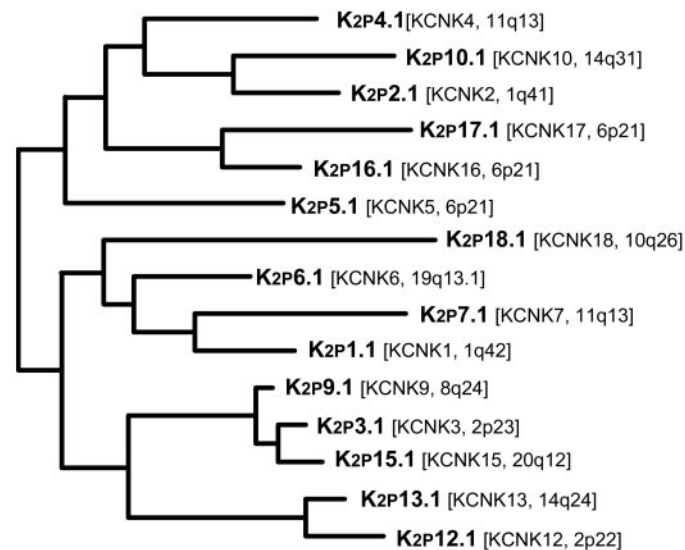 K2P4.1[KCNK4, 11q13]
K2P10.1 [KCNK10, 14q31]
K2P2.1 [KCNK2, 1q41]
K2P17.1 [KCNK17, 6p21]
K2P16.1 [KCNK16, 6p21]
K2P5.1 [KCNK5, 6p21]
K2P18.1 [KCNK18, 10q26]
K2P6.1 [KCNK6, 19q13.1]
K2P7.1 [KCNK7, 11q13]
K2P1.1 [KCNK1, 1q42]
K2P9.1 [KCNK9, 8q24]
K2P3.1 [KCNK3, 2p23]
K2P15.1 [KCNK15, 20q12]
K2P13.1 [KCNK13, 14q24]
K2P12.1 [KCNK12, 2p22]